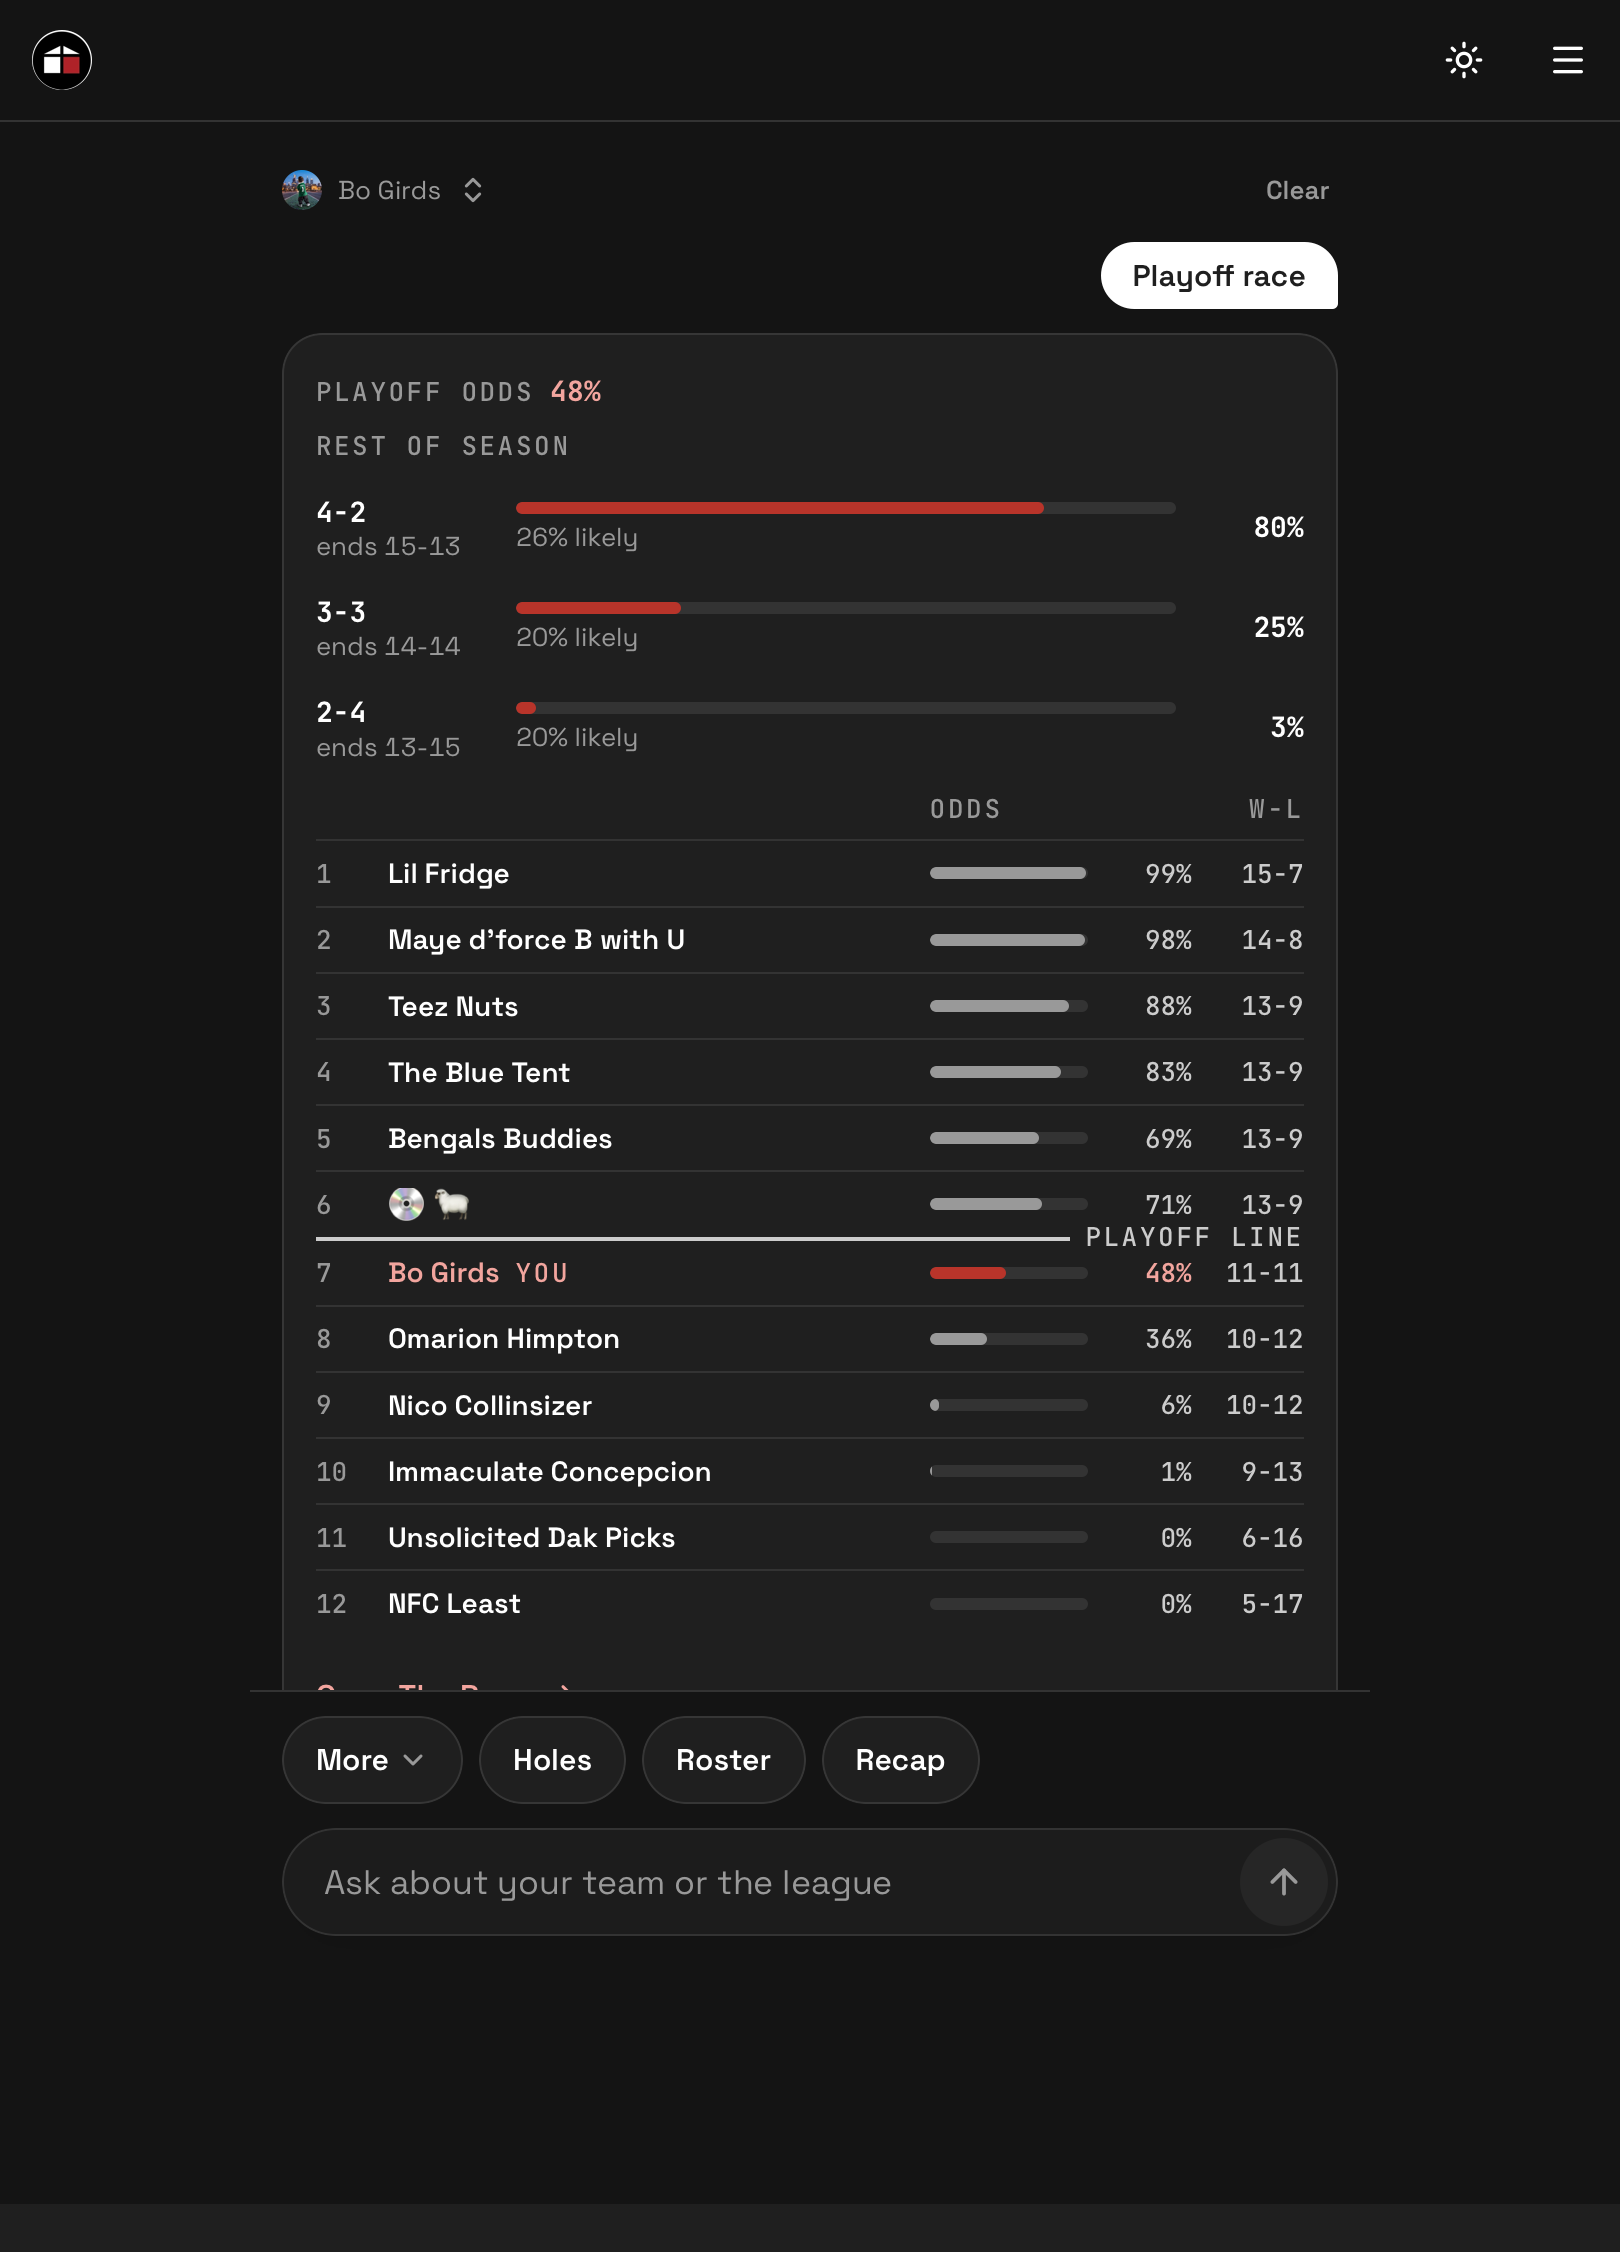 Bo Girds
Clear
Playoff race
PLAYOFF ODDS 48%
REST OF SEASON
4-2
ends 15-13
26% likely
80%
3-3
ends 14-14
20% likely
25%
2-4
ends 13-15
20% likely
3%
ODDS W-L
1 Lil Fridge 99% 15-7
2 Maye d’force B with U 98% 14-8
3 Teez Nuts 88% 13-9
4 The Blue Tent 83% 13-9
5 Bengals Buddies 69% 13-9
6 💿 🐑 71% 13-9
PLAYOFF LINE
7 Bo Girds YOU 48% 11-11
8 Omarion Himpton 36% 10-12
9 Nico Collinsizer 6% 10-12
10 Immaculate Concepcion 1% 9-13
11 Unsolicited Dak Picks 0% 6-16
12 NFC Least 0% 5-17
More Holes Roster Recap
Ask about your team or the league